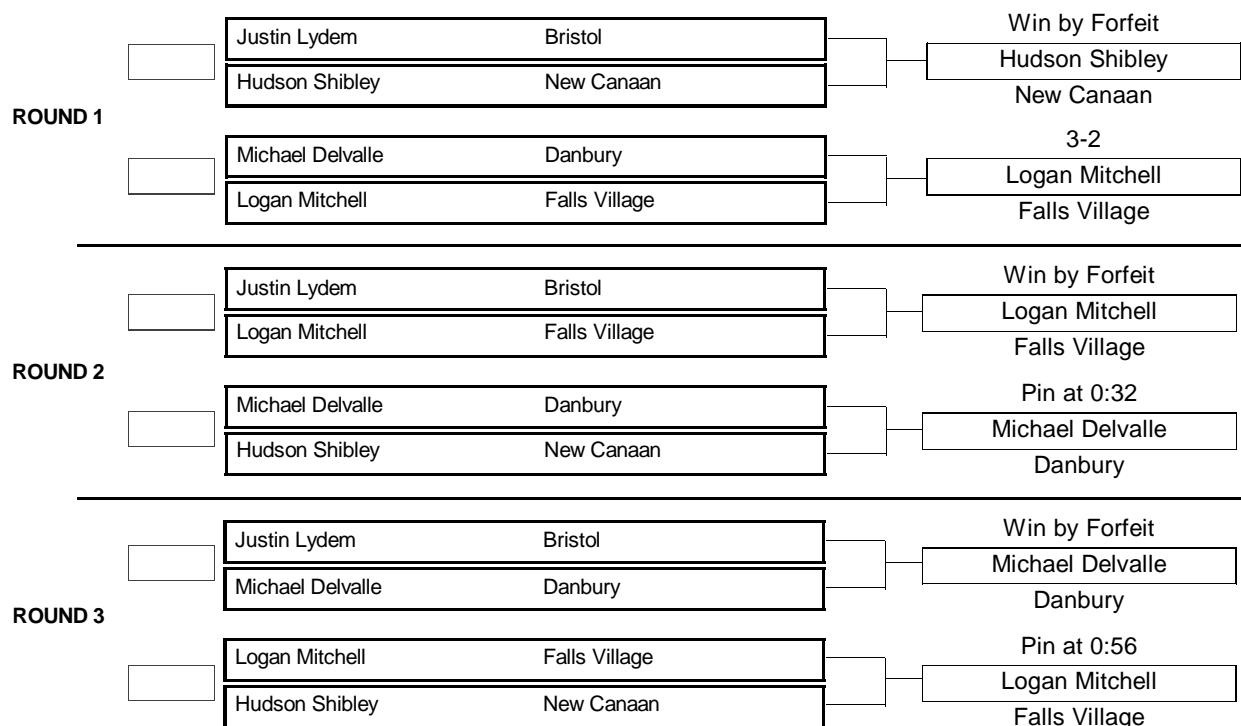 Win by Forfeit
Justin Lydem Bristol
Hudson Shibley
Hudson Shibley New Canaan
New Canaan
ROUND 1
3-2
Michael Delvalle Danbury
Logan Mitchell
Logan Mitchell Falls Village
Falls Village
Win by Forfeit
Justin Lydem Bristol
Logan Mitchell
Logan Mitchell Falls Village
Falls Village
ROUND 2
Pin at 0:32
Michael Delvalle Danbury
Michael Delvalle
Hudson Shibley New Canaan
Danbury
Win by Forfeit
Justin Lydem Bristol
Michael Delvalle
Michael Delvalle Danbury
Danbury
ROUND 3
Pin at 0:56
Logan Mitchell Falls Village
Logan Mitchell
Hudson Shibley New Canaan
Falls Village